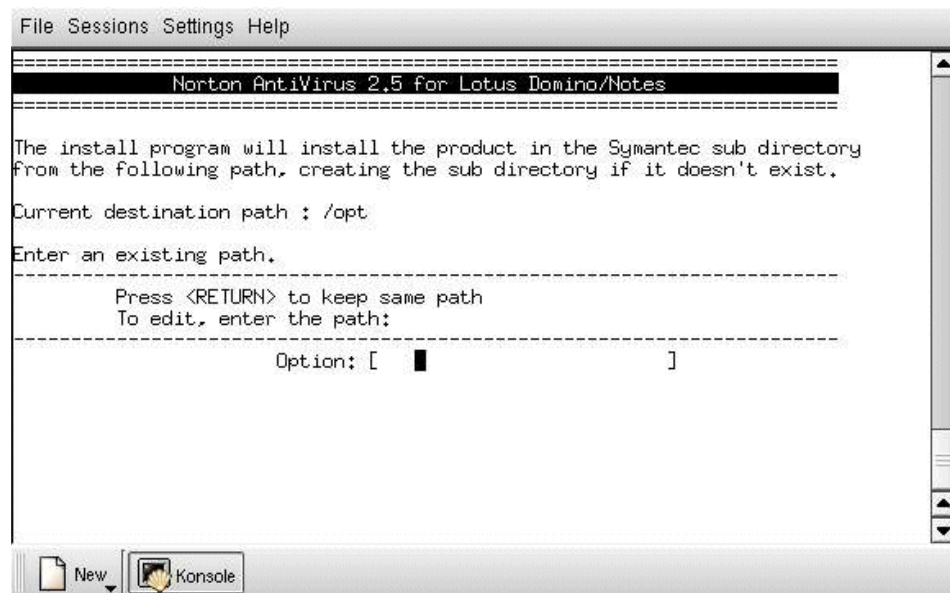 File Sessions Settings Help
========================================================================
Norton AntiVirus 2.5 for Lotus Domino/Notes
========================================================================
The install program will install the product in the Symantec sub directory
from the following path, creating the sub directory if it doesn't exist.
Current destination path : /opt
Enter an existing path.
------------------------------------------------------------------------
Press <RETURN> to keep same path
To edit, enter the path:
------------------------------------------------------------------------
Option: [ ]
New Konsole